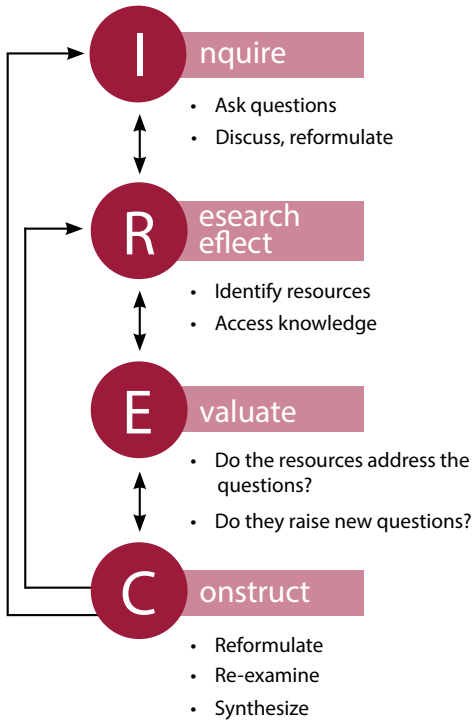 I nquire
• Ask questions
• Discuss, reformulate
R esearch
eflect
• Identify resources
• Access knowledge
E valuate
• Do the resources address the
questions?
• Do they raise new questions?
C onstruct
• Reformulate
• Re-examine
• Synthesize